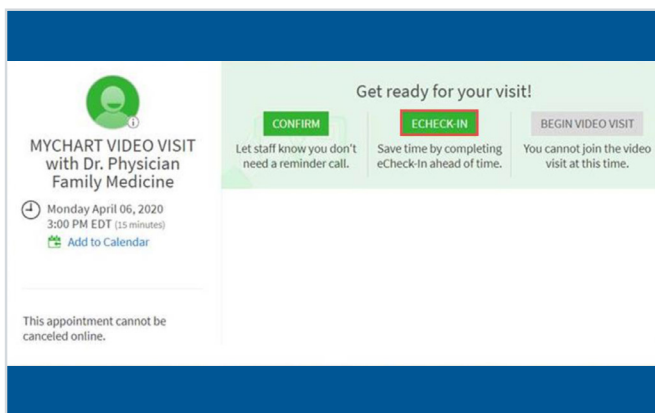 MYCHART VIDEO VISIT
with Dr. Physician
Family Medicine
Monday April 06, 2020
3:00 PM EDT (15 minutes)
Add to Calendar
This appointment cannot be
canceled online.
Get ready for your visit!
CONFIRM
Let staff know you don't
need a reminder call.
ECHECK-IN
Save time by completing
eCheck-In ahead of time.
BEGIN VIDEO VISIT
You cannot join the video
visit at this time.